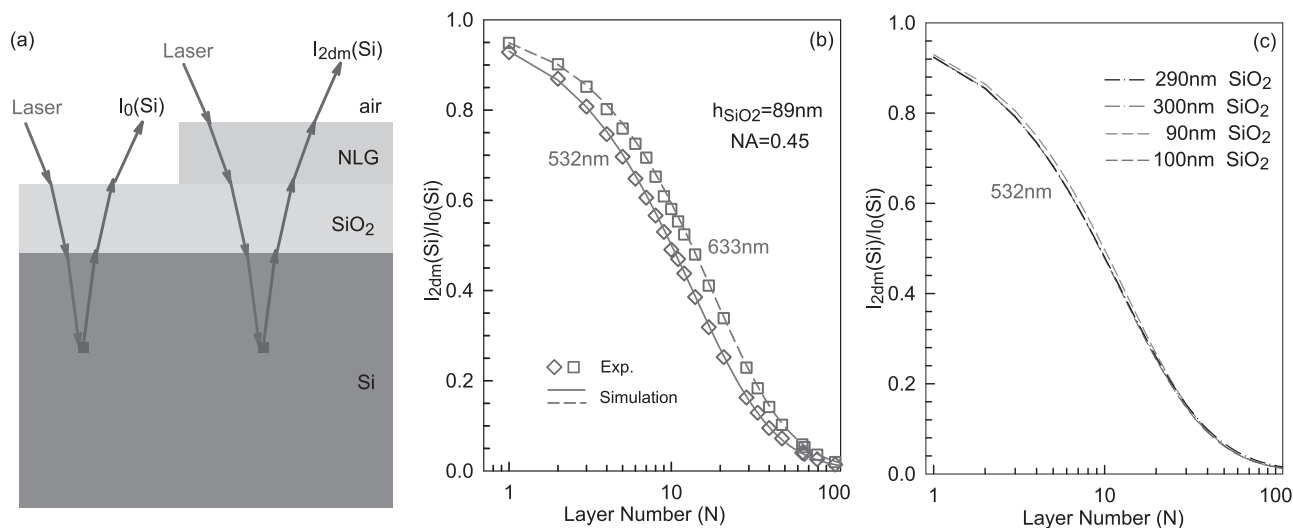 (a)
Laser
I2dm(Si)
Laser
I0(Si)
air
NLG
SiO2
Si
(b)
I2dm(Si)/I0(Si)
1.0
0.8
0.6
0.4
0.2
0.0
hSiO2=89nm
NA=0.45
532nm
633nm
Exp.
Simulation
1
10
100
Layer Number (N)
(c)
I2dm(Si)/I0(Si)
1.0
0.8
0.6
0.4
0.2
0.0
290nm SiO2
300nm SiO2
90nm SiO2
100nm SiO2
532nm
1
10
100
Layer Number (N)